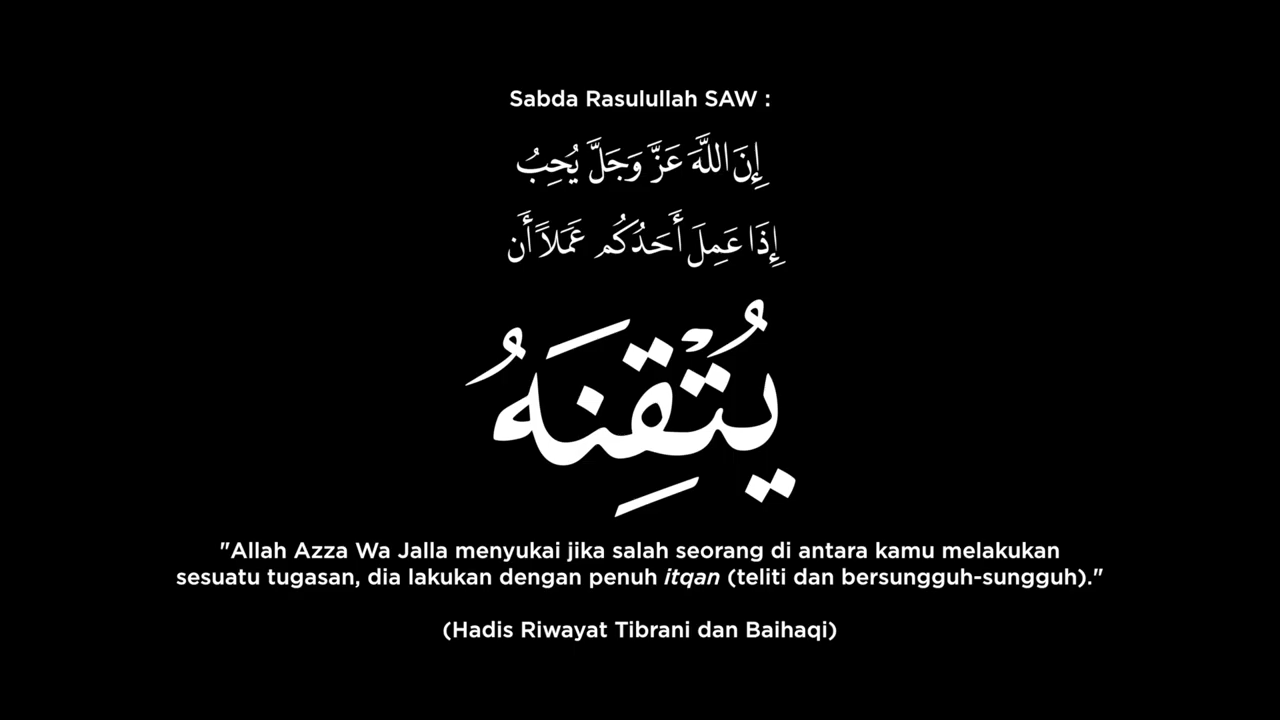 Sabda Rasulullah SAW :
إِنَ اللَّهَ عَزَّ وَجَلَّ يُحِبُ
إِذَا عَمِلَ أَحَدُكُم عَمَلاً أَن
يُتْقِنَهُ
"Allah Azza Wa Jalla menyukai jika salah seorang di antara kamu melakukan
sesuatu tugasan, dia lakukan dengan penuh itqan (teliti dan bersungguh-sungguh)."
(Hadis Riwayat Tibrani dan Baihaqi)